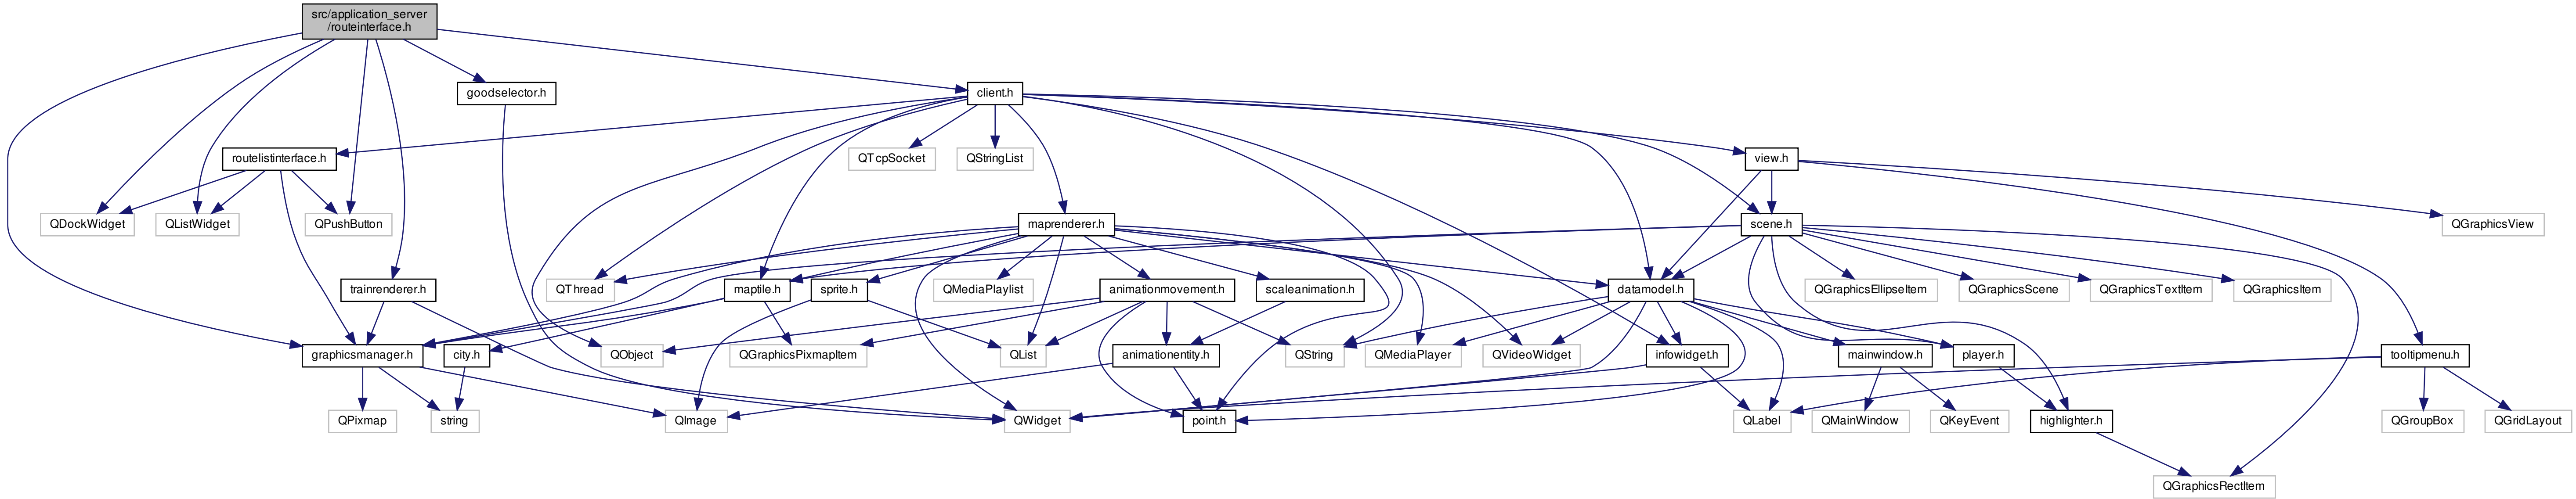 src/application_server
/routeinterface.h
goodselector.h
client.h
routelistinterface.h
QTcpSocket
QStringList
view.h
QDockWidget
QListWidget
QPushButton
maprenderer.h
scene.h
QGraphicsView
trainrenderer.h
QThread
maptile.h
sprite.h
QMediaPlaylist
animationmovement.h
scaleanimation.h
datamodel.h
QGraphicsEllipseItem
QGraphicsScene
QGraphicsTextItem
QGraphicsItem
graphicsmanager.h
city.h
QObject
QGraphicsPixmapItem
QList
animationentity.h
QString
QMediaPlayer
QVideoWidget
infowidget.h
mainwindow.h
player.h
tooltipmenu.h
QPixmap
string
QImage
QWidget
point.h
QLabel
QMainWindow
QKeyEvent
highlighter.h
QGroupBox
QGridLayout
QGraphicsRectItem